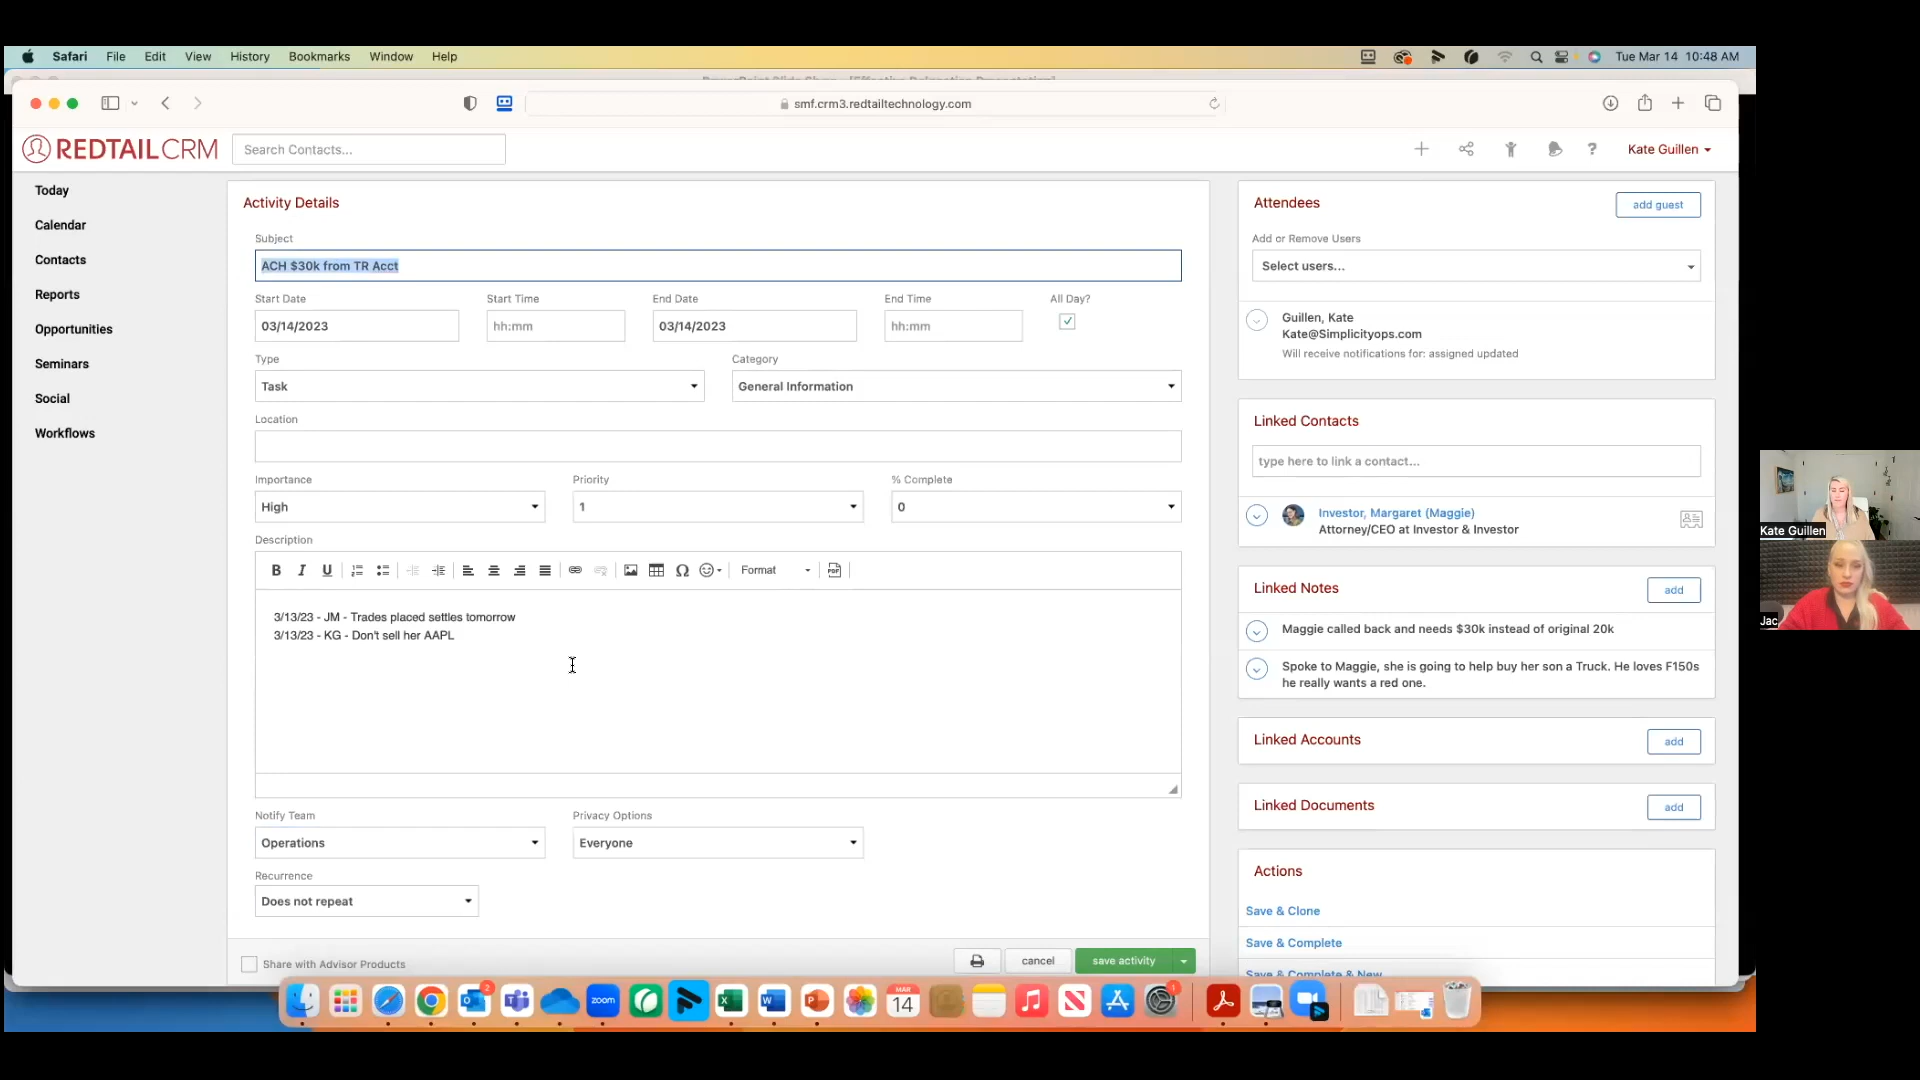 Safari File Edit View History Bookmarks Window Help Tue Mar 14 10:48 AM
smf.crm3.redtailtechnology.com
REDTAILCRM
Search Contacts...
?
Kate Guillen
Today
Calendar
Contacts
Reports
Opportunities
Seminars
Social
Workflows
Activity Details
Subject
ACH $30k from TR Acct
Start Date Start Time End Date End Time All Day?
03/14/2023 hh:mm 03/14/2023 hh:mm
Type Category
Task General Information
Location
Importance Priority % Complete
High 1 0
Description
B I U Ω Format PDF
3/13/23 - JM - Trades placed settles tomorrow
3/13/23 - KG - Don't sell her AAPL
Notify Team Privacy Options
Operations Everyone
Recurrence
Does not repeat
Share with Advisor Products
cancel save activity
Attendees
add guest
Add or Remove Users
Select users...
Guillen, Kate
Kate@Simplicityops.com
Will receive notifications for: assigned updated
Linked Contacts
type here to link a contact...
Investor, Margaret (Maggie)
Attorney/CEO at Investor & Investor
Linked Notes
add
Maggie called back and needs $30k instead of original 20k
Spoke to Maggie, she is going to help buy her son a Truck. He loves F150s
he really wants a red one.
Linked Accounts
add
Linked Documents
add
Actions
Save & Clone
Save & Complete
Save & Complete & New
Kate Guillen
Jac
2
zoom
MAR
14
1